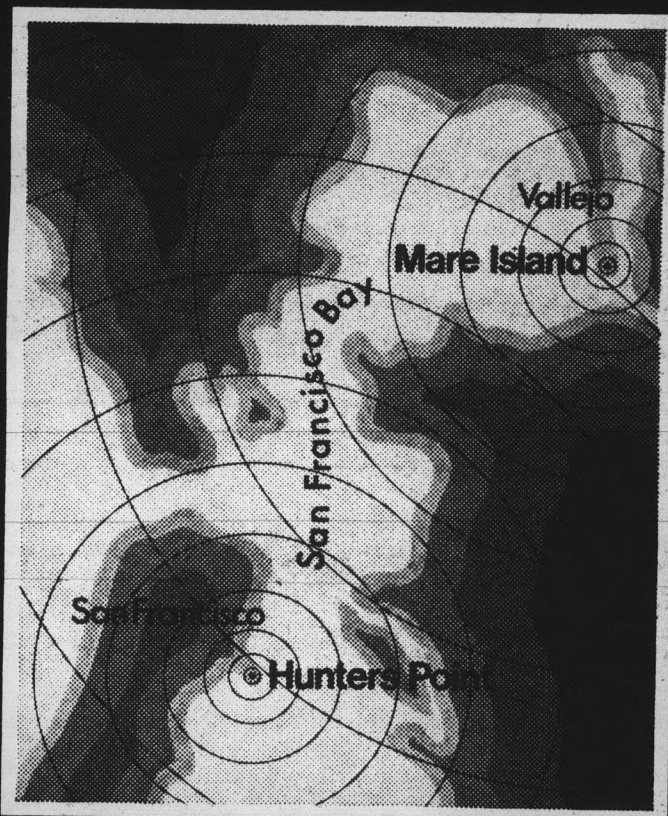 Vallejo
Mare Island
San Francisco Bay
San Francisco
Hunters Point